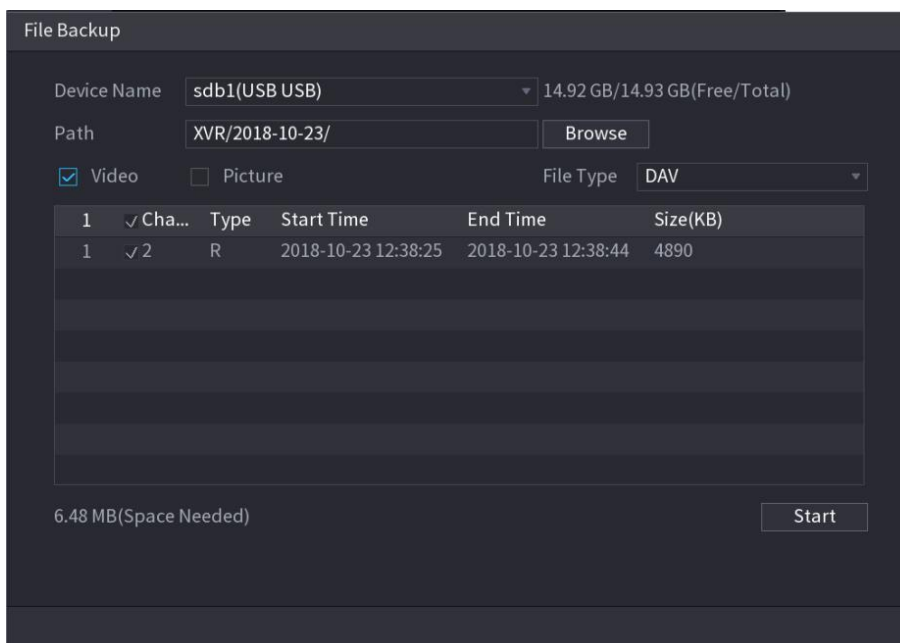 File Backup
Device Name sdb1(USB USB) 14.92 GB/14.93 GB(Free/Total)
Path XVR/2018-10-23/ Browse
Video Picture File Type DAV
1 Cha... Type Start Time End Time Size(KB)
1 2 R 2018-10-23 12:38:25 2018-10-23 12:38:44 4890
6.48 MB(Space Needed) Start